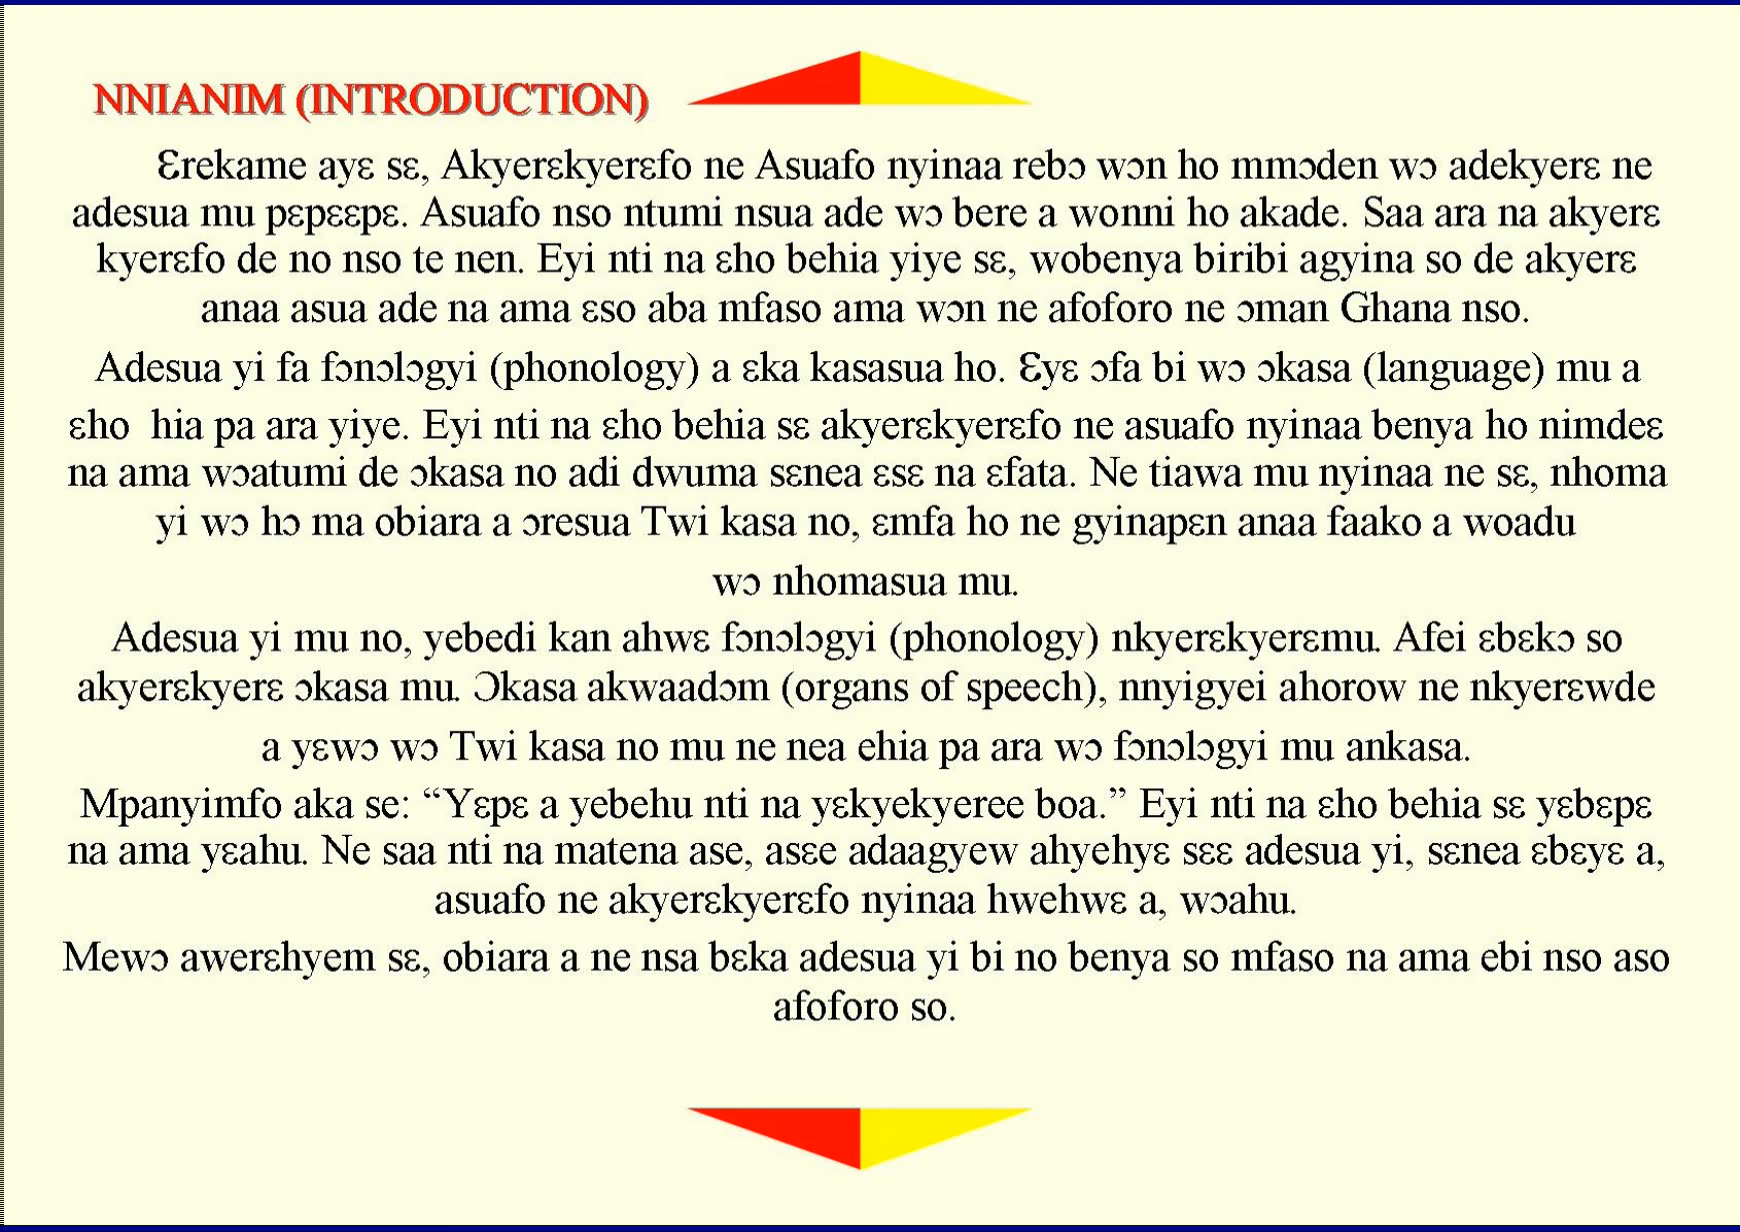 NNIANIM (INTRODUCTION)
Ɛrekame ayɛ sɛ, Akyerɛkyerɛfo ne Asuafo nyinaa rebɔ wɔn ho mmɔden wɔ adekyerɛ ne
adesua mu pɛpɛɛpɛ. Asuafo nso ntumi nsua ade wɔ bere a wonni ho akade. Saa ara na akyerɛ
kyerɛfo de no nso te nen. Eyi nti na ɛho behia yiye sɛ, wobenya biribi agyina so de akyerɛ
anaa asua ade na ama ɛso aba mfaso ama wɔn ne afoforo ne ɔman Ghana nso.
Adesua yi fa fɔnɔlɔgyi (phonology) a ɛka kasasua ho. Ɛyɛ ɔfa bi wɔ ɔkasa (language) mu a
ɛho hia pa ara yiye. Eyi nti na ɛho behia sɛ akyerɛkyerɛfo ne asuafo nyinaa benya ho nimdeɛ
na ama wɔatumi de ɔkasa no adi dwuma sɛnea ɛsɛ na ɛfata. Ne tiawa mu nyinaa ne sɛ, nhoma
yi wɔ hɔ ma obiara a ɔresua Twi kasa no, ɛmfa ho ne gyinapɛn anaa faako a woadu
wɔ nhomasua mu.
Adesua yi mu no, yebedi kan ahwɛ fɔnɔlɔgyi (phonology) nkyerɛkyerɛmu. Afei ɛbɛkɔ so
akyerɛkyerɛ ɔkasa mu. Ɔkasa akwaadɔm (organs of speech), nnyigyei ahorow ne nkyerɛwde
a yɛwɔ wɔ Twi kasa no mu ne nea ehia pa ara wɔ fɔnɔlɔgyi mu ankasa.
Mpanyimfo aka se: “Yɛpɛ a yebehu nti na yɛkyekyeree boa.” Eyi nti na ɛho behia sɛ yɛbɛpɛ
na ama yɛahu. Ne saa nti na matena ase, asɛe adaagyew ahyehyɛ sɛɛ adesua yi, sɛnea ɛbɛyɛ a,
asuafo ne akyerɛkyerɛfo nyinaa hwehwɛ a, wɔahu.
Mewɔ awerɛhyem sɛ, obiara a ne nsa bɛka adesua yi bi no benya so mfaso na ama ebi nso aso
afoforo so.